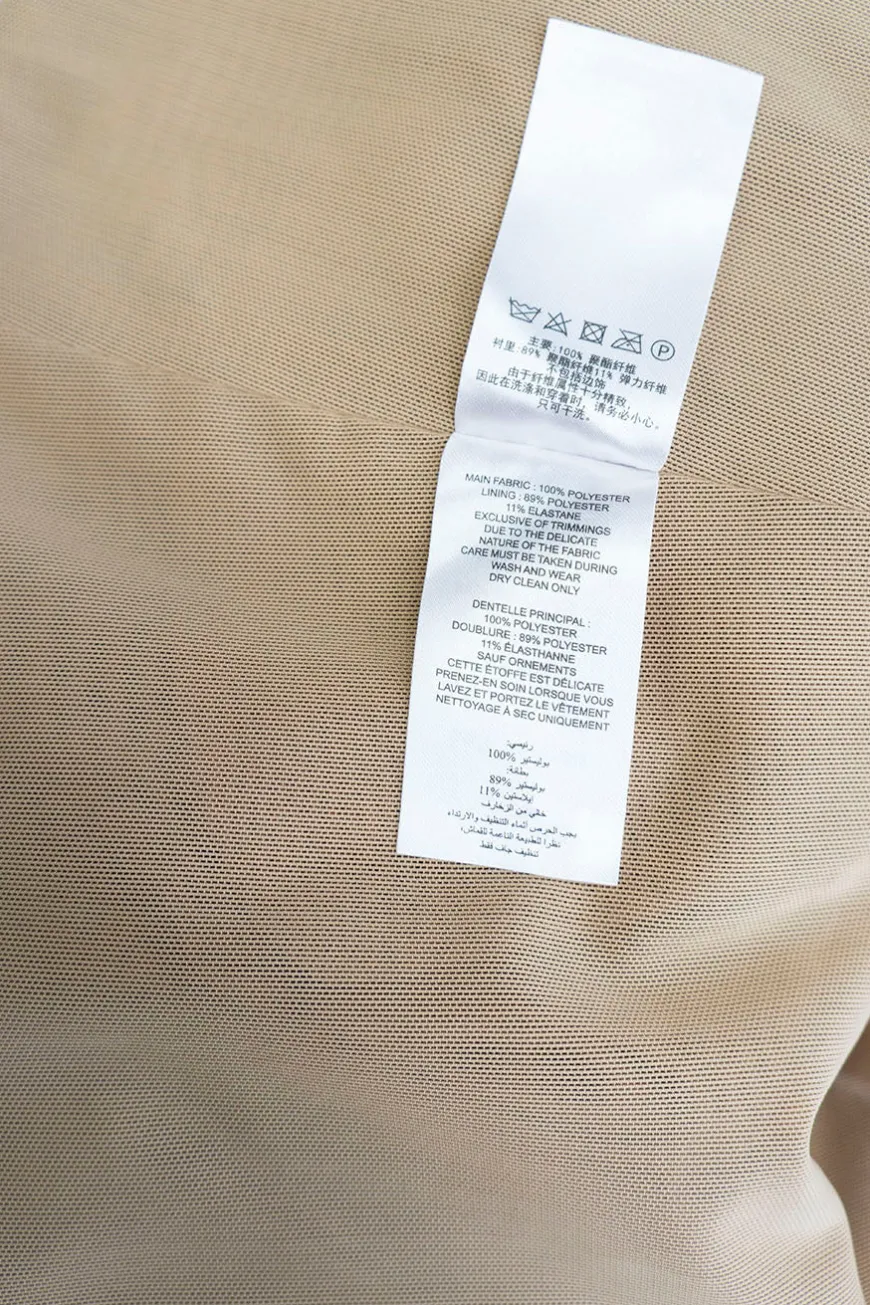 P
主要:100% 聚酯纤维
衬里:89% 聚酯纤维11% 弹力纤维
不包括边饰
由于纤维属性十分精致,
因此在洗涤和穿着时, 请务必小心。
只可干洗。
MAIN FABRIC : 100% POLYESTER
LINING : 89% POLYESTER
11% ELASTANE
EXCLUSIVE OF TRIMMINGS
DUE TO THE DELICATE
NATURE OF THE FABRIC
CARE MUST BE TAKEN DURING
WASH AND WEAR
DRY CLEAN ONLY
DENTELLE PRINCIPAL :
100% POLYESTER
DOUBLURE : 89% POLYESTER
11% ÉLASTHANNE
SAUF ORNEMENTS
CETTE ÉTOFFE EST DÉLICATE
PRENEZ-EN SOIN LORSQUE VOUS
LAVEZ ET PORTEZ LE VÊTEMENT
NETTOYAGE À SEC UNIQUEMENT
رئيسي:
بوليستير 100%
بطانة:
بوليستير 89%
إيلاستين 11%
خالي من الزخارف
يجب الحرص أثناء التنظيف والارتداء
نظرا للطبيعة الناعمة للقماش؛
تنظيف جاف فقط